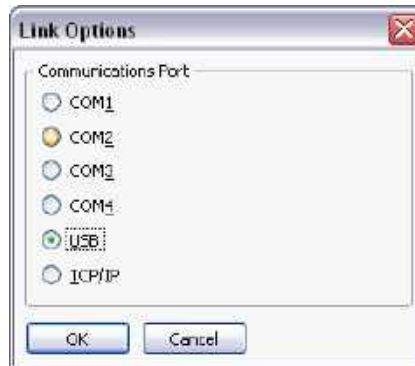 Link Options
Communications Port
COM1
COM2
COM3
COM4
USB
TCP/IP
OK
Cancel